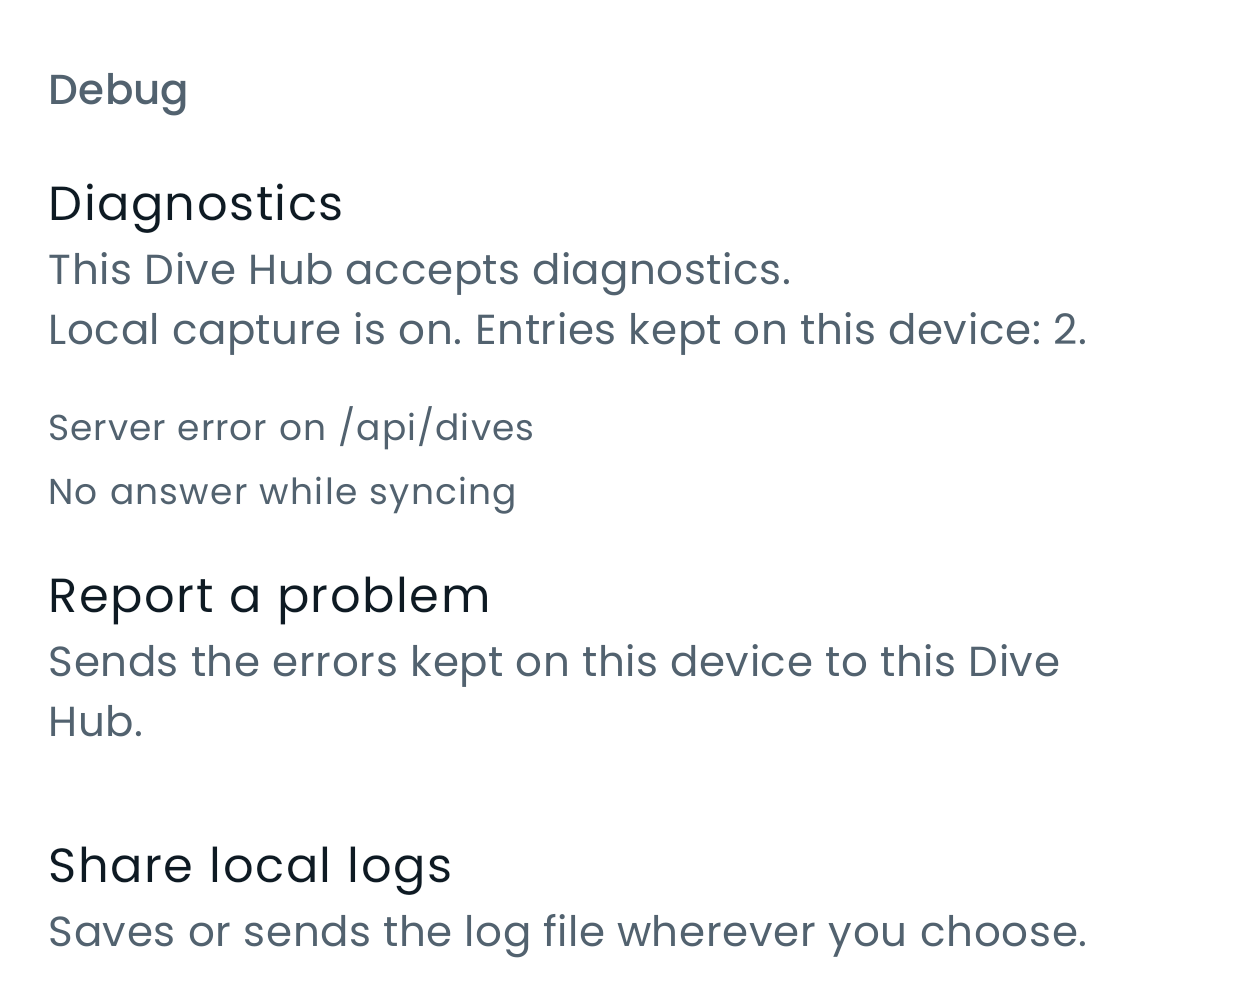 Debug
Diagnostics
This Dive Hub accepts diagnostics.
Local capture is on. Entries kept on this device: 2.
Server error on /api/dives
No answer while syncing
Report a problem
Sends the errors kept on this device to this Dive
Hub.
Share local logs
Saves or sends the log file wherever you choose.